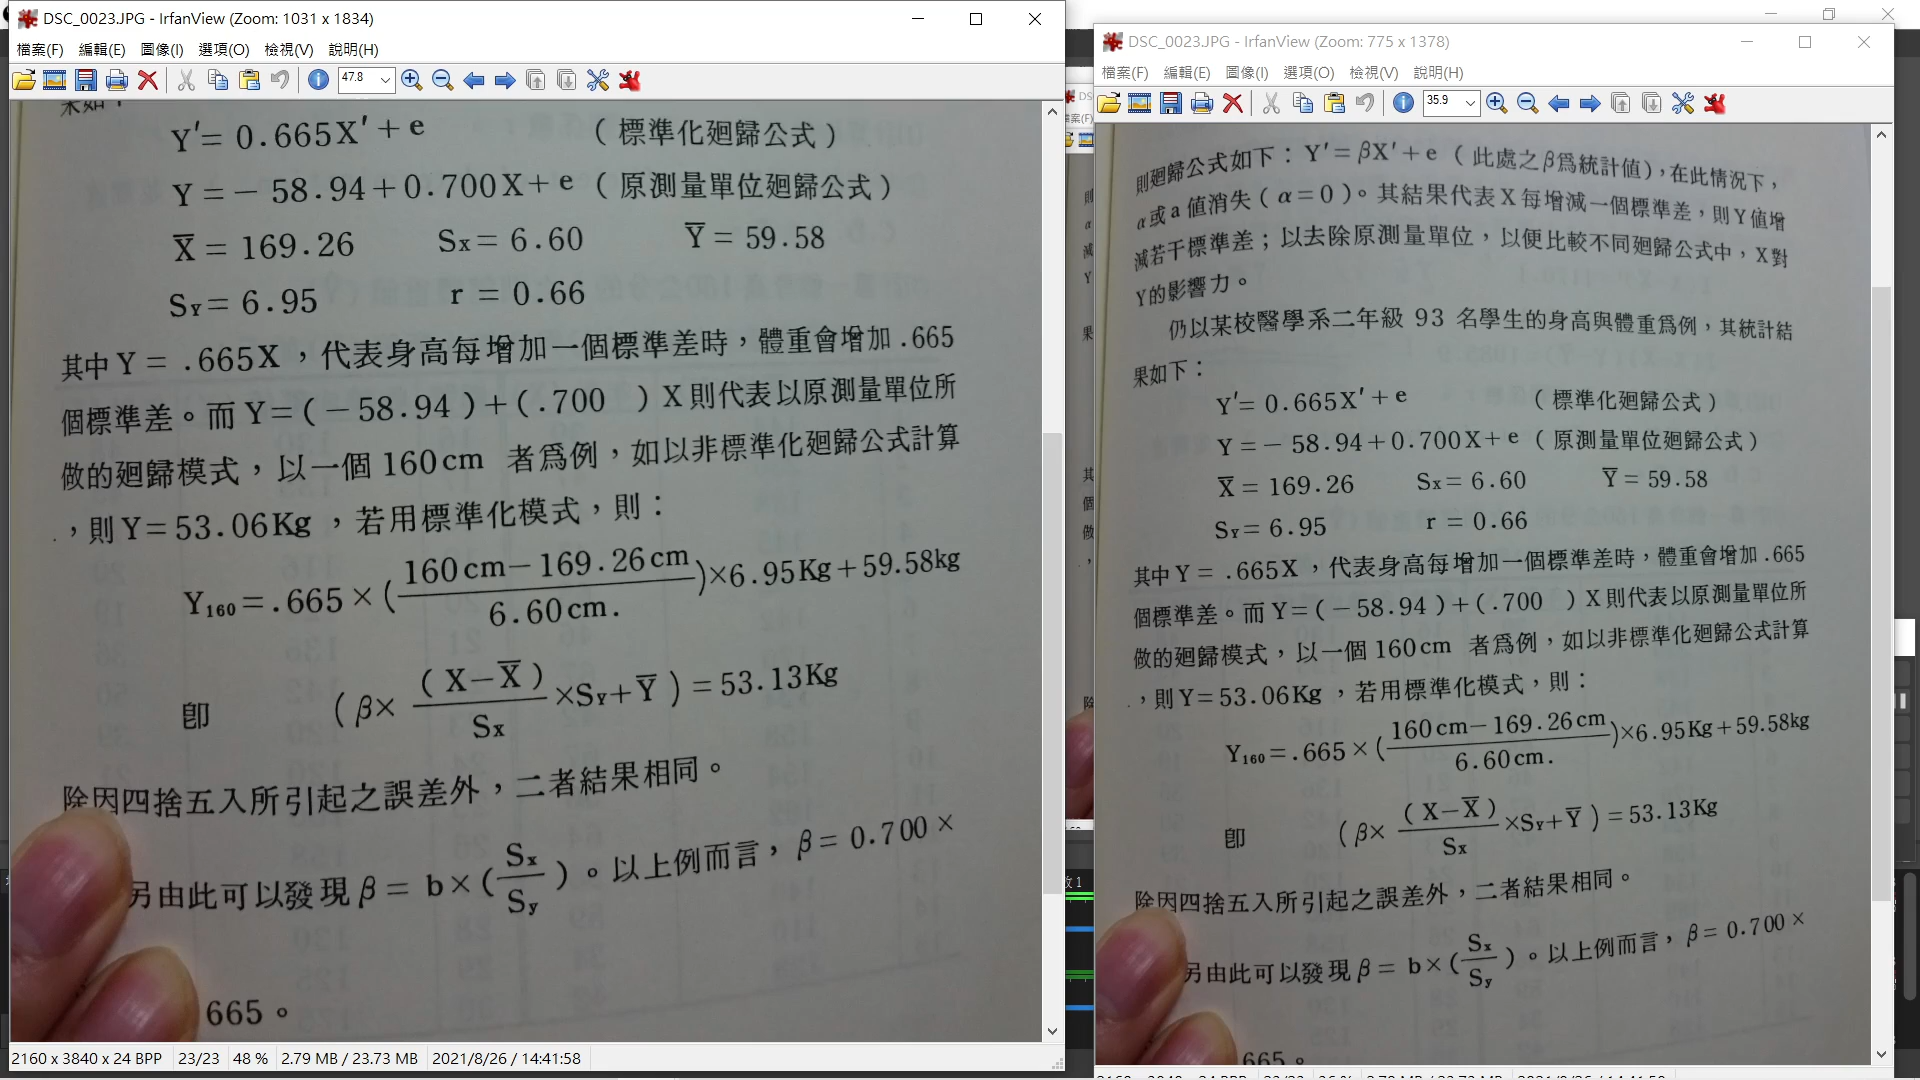 DSC_0023.JPG - IrfanView (Zoom: 1031 x 1834)
檔案(F) 編輯(E) 圖像(I) 選項(O) 檢視(V) 說明(H)
47.8
果如下
Y′= 0.665X′+e （標準化廻歸公式）
Y=－58.94+0.700X+e （原測量單位廻歸公式）
X̅ = 169.26 Sx= 6.60 Y̅ = 59.58
SY= 6.95 r = 0.66
其中Y = .665X，代表身高每增加一個標準差時，體重會增加.665
個標準差。而Y=(－58.94)+(.700 )X則代表以原測量單位所
做的廻歸模式，以一個160cm 者爲例，如以非標準化廻歸公式計算
，則Y=53.06Kg，若用標準化模式，則：
Y₁₆₀=.665×(160cm－169.26cm/6.60cm.)×6.95Kg+59.58kg
卽 (β× (X－X̅)/Sx ×SY+Y̅)=53.13Kg
除因四捨五入所引起之誤差外，二者結果相同。
另由此可以發現β= b×(Sx/Sy)。以上例而言，β=0.700×
665。
2160 x 3840 x 24 BPP 23/23 48 % 2.79 MB / 23.73 MB 2021/8/26 / 14:41:58
DSC_0023.JPG - IrfanView (Zoom: 775 x 1378)
檔案(F) 編輯(E) 圖像(I) 選項(O) 檢視(V) 說明(H)
35.9
則廻歸公式如下：Y′=βX′+e （此處之β爲統計值），在此情況下，
α或a值消失（α=0）。其結果代表X每增減一個標準差，則Y值增
減若干標準差；以去除原測量單位，以便比較不同廻歸公式中，X對
Y的影響力。
仍以某校醫學系二年級 93 名學生的身高與體重爲例，其統計結
果如下：
Y′= 0.665X′+e （標準化廻歸公式）
Y=－58.94+0.700X+e （原測量單位廻歸公式）
X̅ = 169.26 Sx= 6.60 Y̅ = 59.58
SY= 6.95 r = 0.66
其中Y = .665X，代表身高每增加一個標準差時，體重會增加.665
個標準差。而Y=(－58.94)+(.700 )X則代表以原測量單位所
做的廻歸模式，以一個160cm 者爲例，如以非標準化廻歸公式計算
，則Y=53.06Kg，若用標準化模式，則：
Y₁₆₀=.665×(160cm－169.26cm/6.60cm.)×6.95Kg+59.58kg
卽 (β× (X－X̅)/Sx ×SY+Y̅)=53.13Kg
除因四捨五入所引起之誤差外，二者結果相同。
另由此可以發現β= b×(Sx/Sy)。以上例而言，β=0.700×
665。